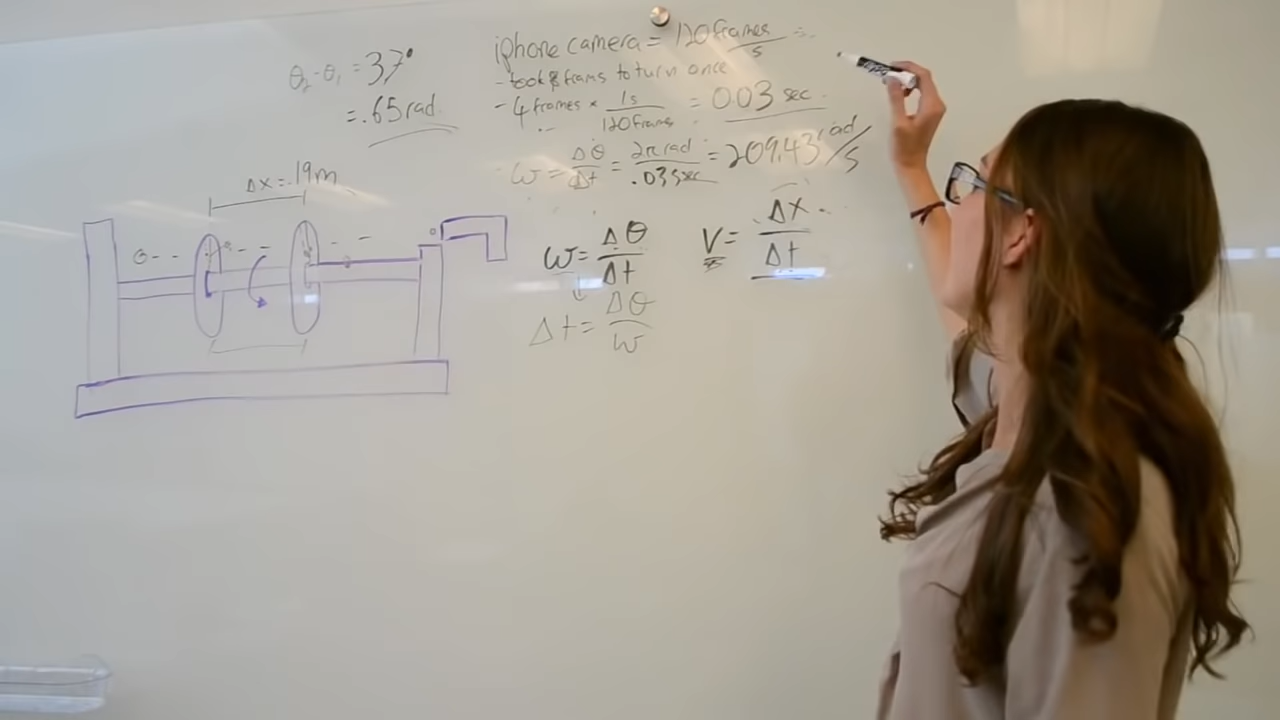 θ₂-θ₁ = 37°
= .65 rad
iphone camera = 120 frames/s =
- took 8 frams to turn once
- 4 frames × 1s/120 frames = 0.03 sec.
- ω = Δθ/Δt = 2π rad/.03 sec = 209.43 rad/s
Δx = .19m
ω = Δθ/Δt
V = Δx/Δt
Δt = Δθ/ω